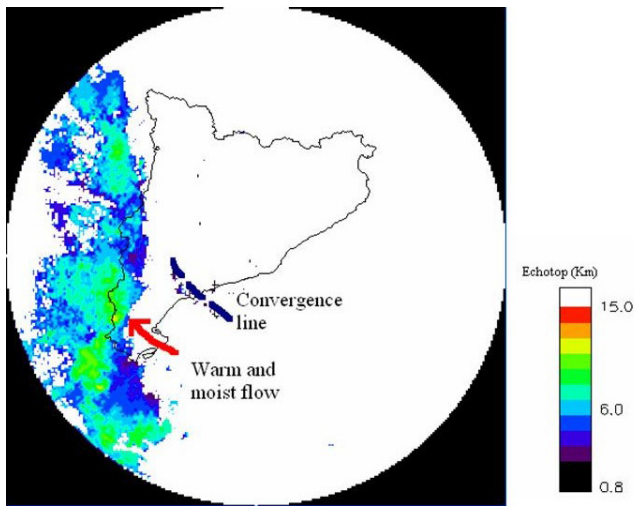 Echotop (Km)
15.0
Convergence
line
6.0
Warm and
moist flow
0.8